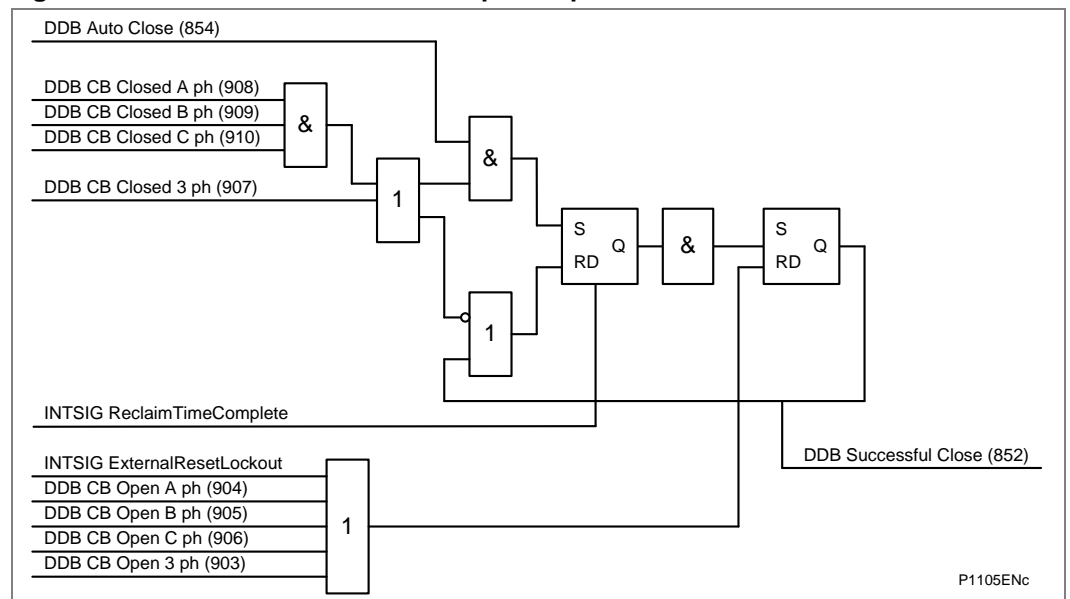 DDB Auto Close (854)
DDB CB Closed A ph (908)
DDB CB Closed B ph (909)
DDB CB Closed C ph (910)
DDB CB Closed 3 ph (907)
&
1
&
1
S
Q
RD
&
S
Q
RD
INTSIG ReclaimTimeComplete
INTSIG ExternalResetLockout
DDB CB Open A ph (904)
DDB CB Open B ph (905)
DDB CB Open C ph (906)
DDB CB Open 3 ph (903)
1
DDB Successful Close (852)
P1105ENc